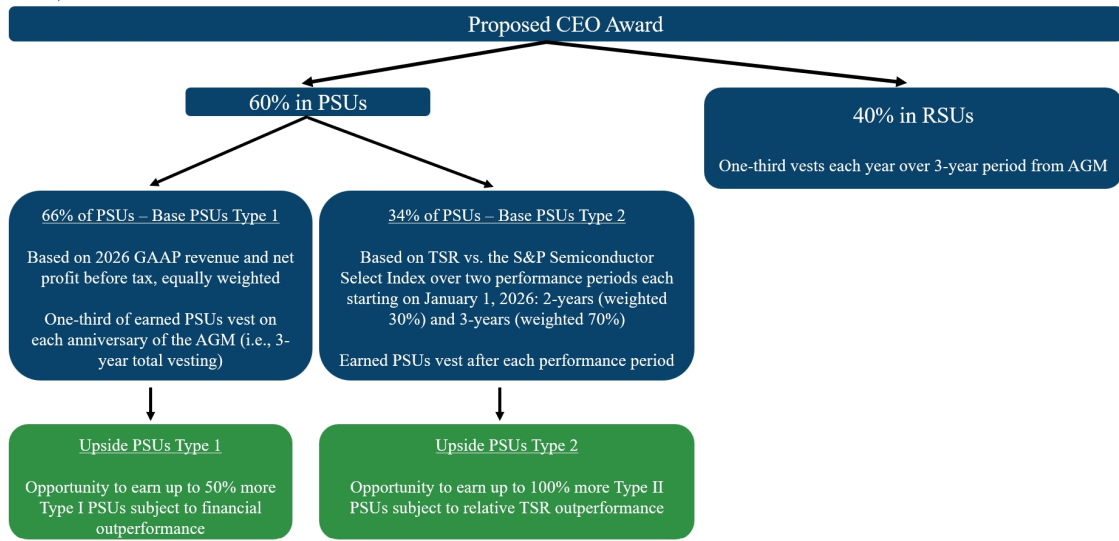 Proposed CEO Award
60% in PSUs
40% in RSUs
One-third vests each year over 3-year period from AGM
66% of PSUs – Base PSUs Type 1
Based on 2026 GAAP revenue and net
profit before tax, equally weighted
One-third of earned PSUs vest on
each anniversary of the AGM (i.e., 3-
year total vesting)
34% of PSUs – Base PSUs Type 2
Based on TSR vs. the S&P Semiconductor
Select Index over two performance periods each
starting on January 1, 2026: 2-years (weighted
30%) and 3-years (weighted 70%)
Earned PSUs vest after each performance period
Upside PSUs Type 1
Opportunity to earn up to 50% more
Type I PSUs subject to financial
outperformance
Upside PSUs Type 2
Opportunity to earn up to 100% more Type II
PSUs subject to relative TSR outperformance